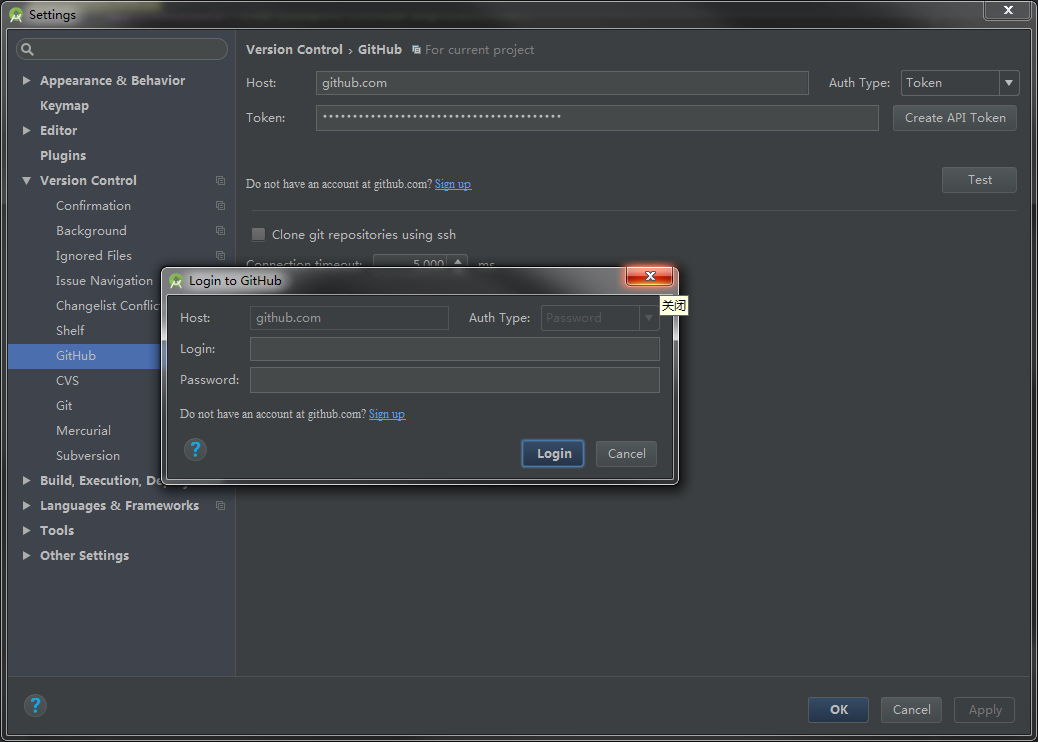 Settings
Version Control › GitHub For current project
Host: github.com Auth Type: Token
Token: •••••••••••••••••••••••••••••••••••••••• Create API Token
Do not have an account at github.com? Sign up Test
Clone git repositories using ssh
Connection timeout: 5,000 ms
Appearance & Behavior
Keymap
Editor
Plugins
Version Control
Confirmation
Background
Ignored Files
Issue Navigation
Changelist Conflic
Shelf
GitHub
CVS
Git
Mercurial
Subversion
Build, Execution,
Languages & Frameworks
Tools
Other Settings
Login to GitHub
关闭
Host: github.com Auth Type: Password
Login:
Password:
Do not have an account at github.com? Sign up
? Login Cancel
? OK Cancel Apply